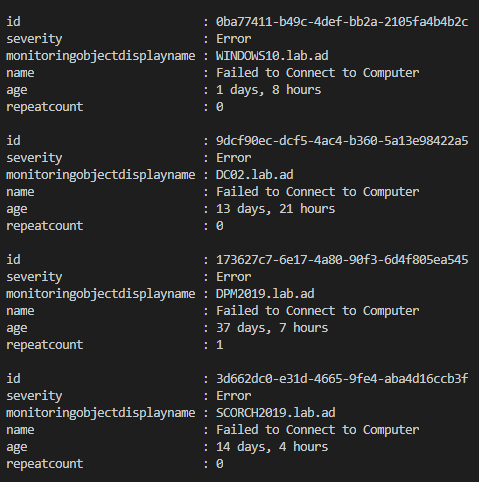 id                       : 0ba77411-b49c-4def-bb2a-2105fa4b4b2c
severity                 : Error
monitoringobjectdisplayname : WINDOWS10.lab.ad
name                     : Failed to Connect to Computer
age                      : 1 days, 8 hours
repeatcount              : 0
id                       : 9dcf90ec-dcf5-4ac4-b360-5a13e98422a5
severity                 : Error
monitoringobjectdisplayname : DC02.lab.ad
name                     : Failed to Connect to Computer
age                      : 13 days, 21 hours
repeatcount              : 0
id                       : 173627c7-6e17-4a80-90f3-6d4f805ea545
severity                 : Error
monitoringobjectdisplayname : DPM2019.lab.ad
name                     : Failed to Connect to Computer
age                      : 37 days, 7 hours
repeatcount              : 1
id                       : 3d662dc0-e31d-4665-9fe4-aba4d16ccb3f
severity                 : Error
monitoringobjectdisplayname : SCORCH2019.lab.ad
name                     : Failed to Connect to Computer
age                      : 14 days, 4 hours
repeatcount              : 0